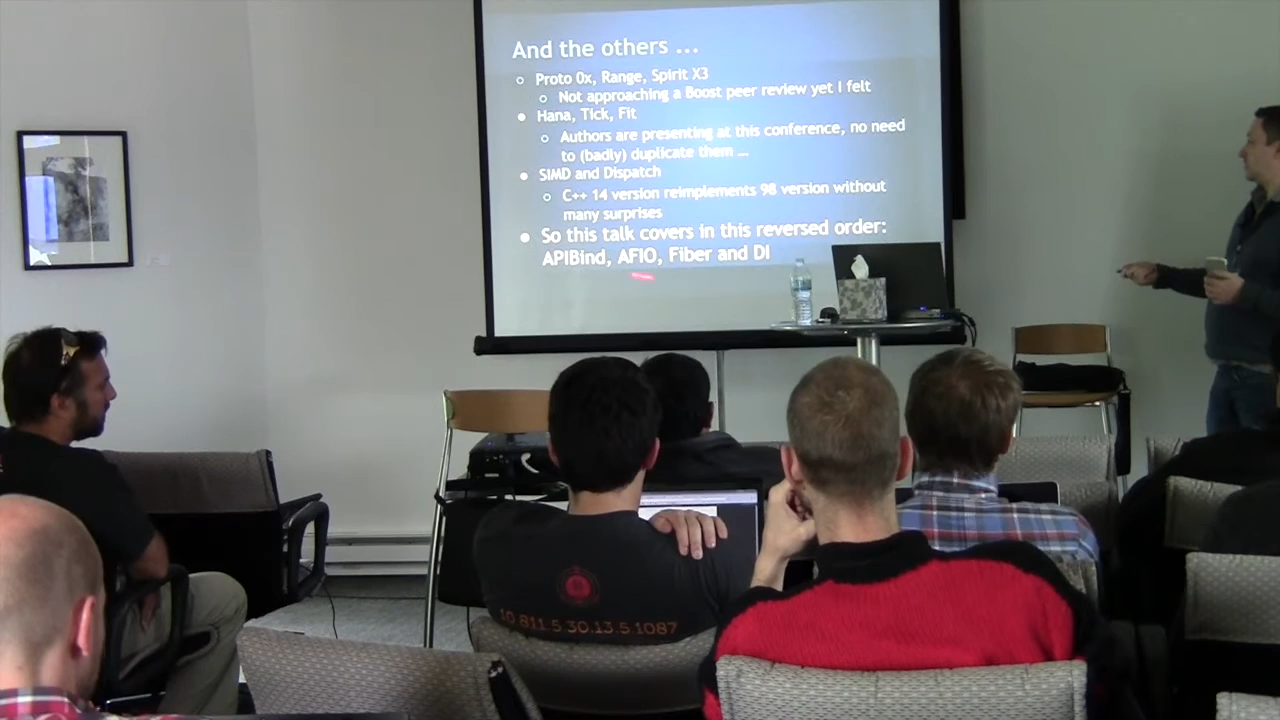 And the others ...
Proto 0x, Range, Spirit X3
Not approaching a Boost peer review yet I felt
Hana, Tick, Fit
Authors are presenting at this conference, no need
to (badly) duplicate them ...
SIMD and Dispatch
C++ 14 version reimplements 98 version without
many surprises
So this talk covers in this reversed order:
APIBind, AFIO, Fiber and DI
10.811.5.30.13.5.1087